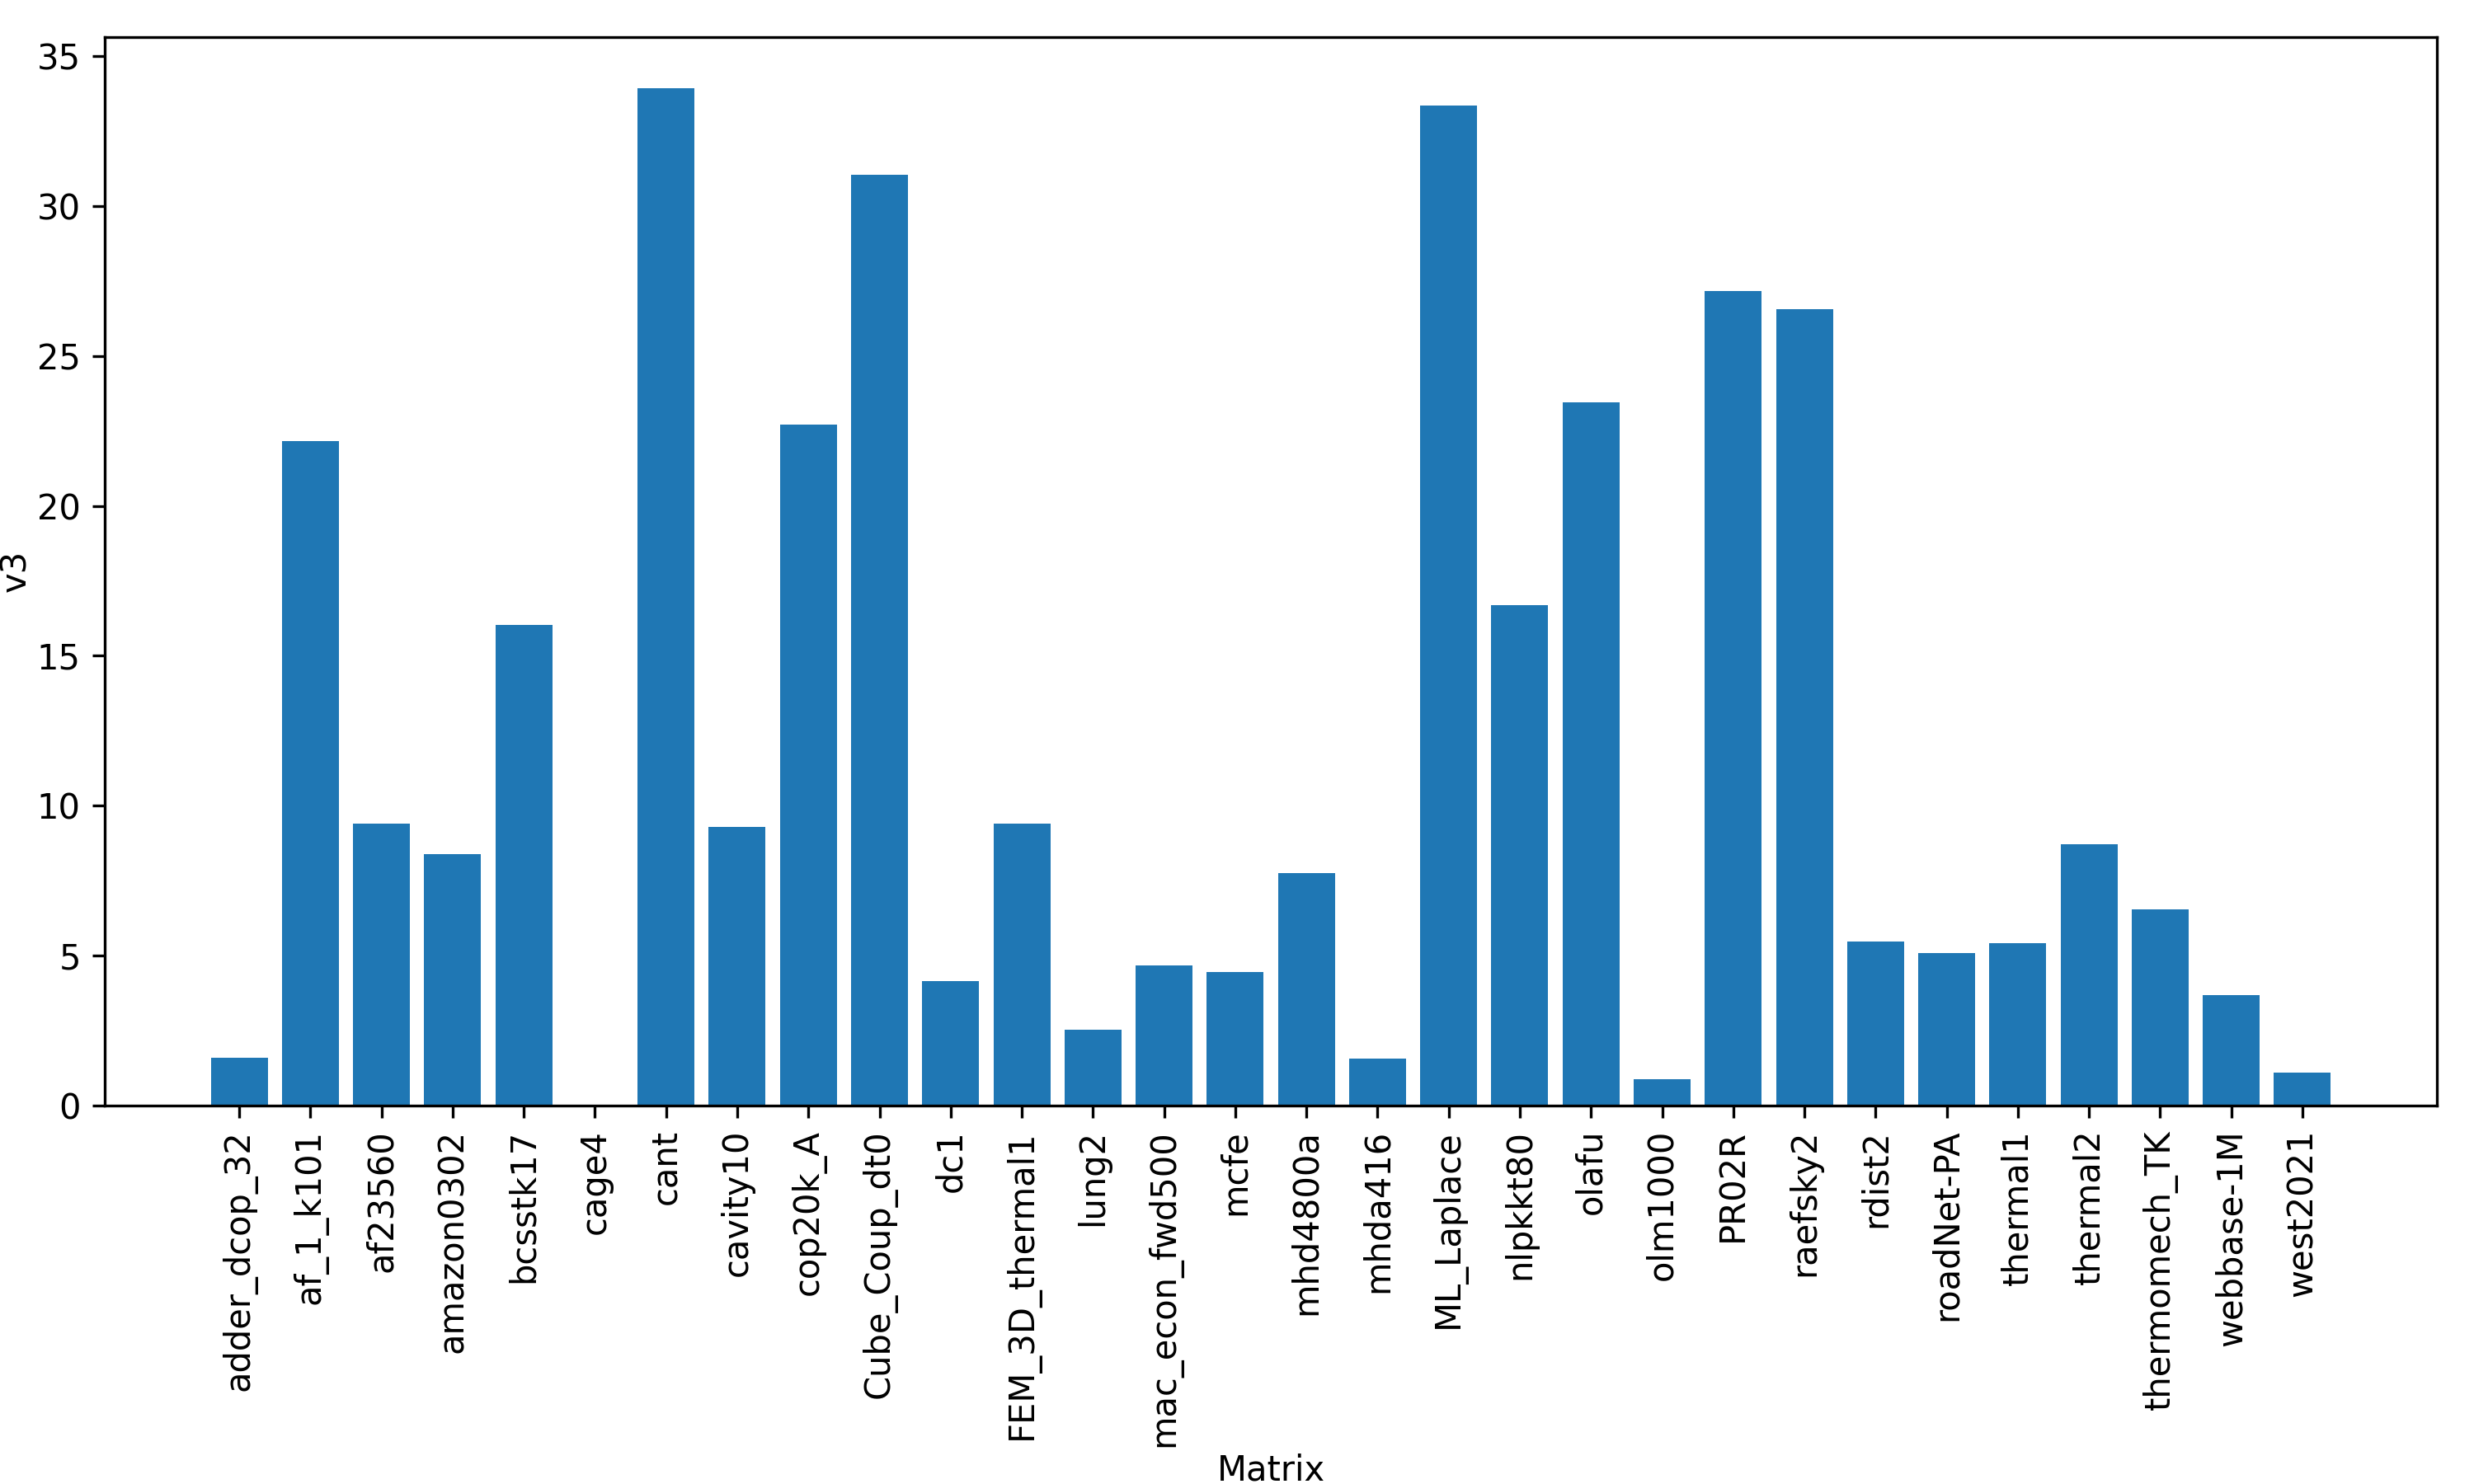 35
30
25
20
15
10
5
0
v3
adder_dcop_32
af_1_k101
af23560
amazon0302
bcsstk17
cage4
cant
cavity10
cop20k_A
Cube_Coup_dt0
dc1
FEM_3D_thermal1
lung2
mac_econ_fwd500
mcfe
mhd4800a
mhda416
ML_Laplace
nlpkkt80
olafu
olm1000
PR02R
raefsky2
rdist2
roadNet-PA
thermal1
thermal2
thermomech_TK
webbase-1M
west2021
Matrix